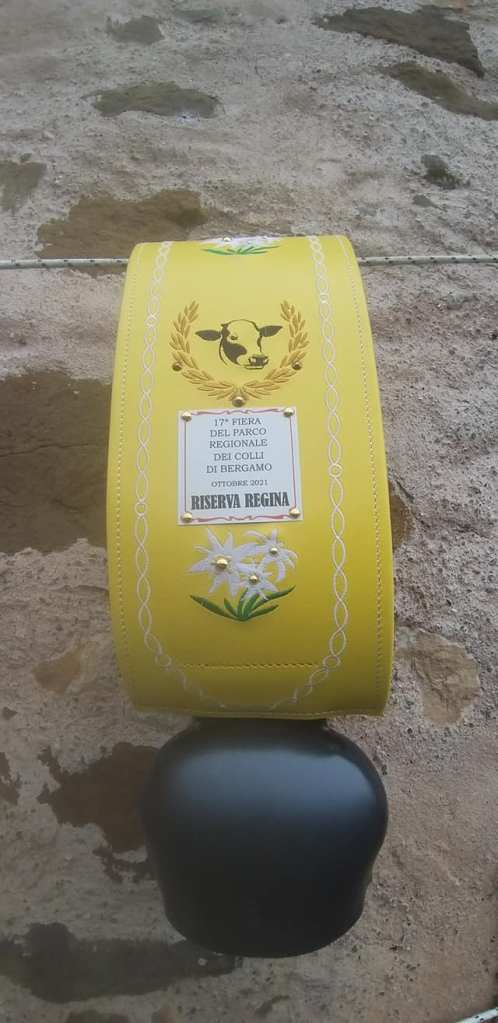 17ª FIERA
DEL PARCO
REGIONALE
DEI COLLI
DI BERGAMO
OTTOBRE 2021
RISERVA REGINA